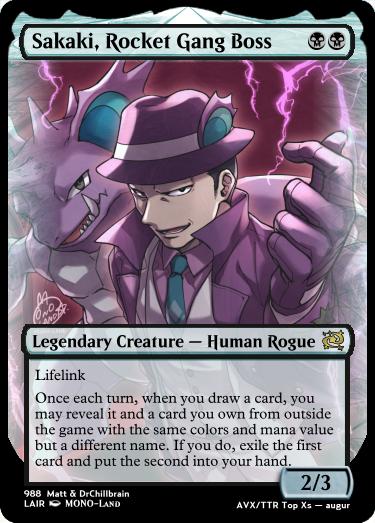 Sakaki, Rocket Gang Boss
Legendary Creature — Human Rogue
Lifelink
Once each turn, when you draw a card, you
may reveal it and a card you own from outside
the game with the same colors and mana value
but a different name. If you do, exile the first
card and put the second into your hand.
2/3
988 Matt & DrChillbrain
LAIR MONO-LAND
AVX/TTR Top Xs — augur